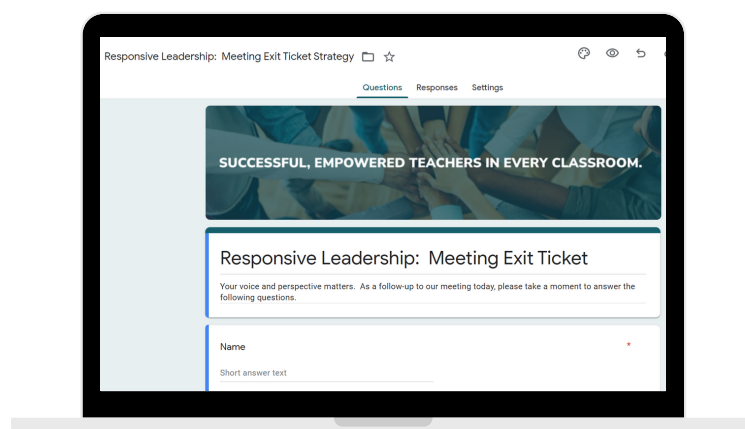 Responsive Leadership:  Meeting Exit Ticket Strategy
Questions Responses Settings
SUCCESSFUL, EMPOWERED TEACHERS IN EVERY CLASSROOM.
Responsive Leadership:  Meeting Exit Ticket
Your voice and perspective matters.  As a follow-up to our meeting today, please take a moment to answer the
following questions.
Name *
Short answer text